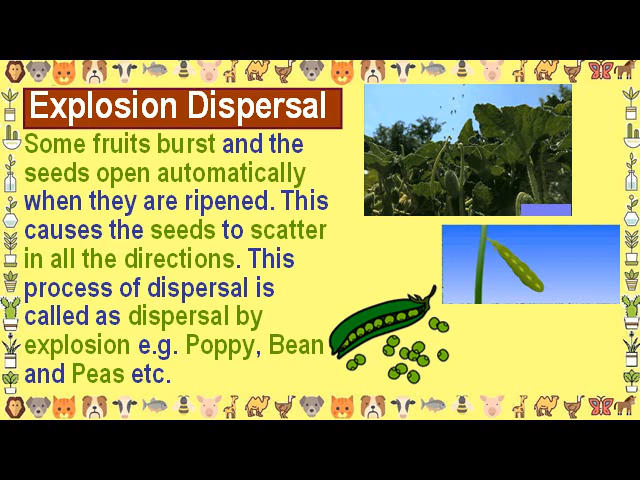 Explosion Dispersal
Some fruits burst and the
seeds open automatically
when they are ripened. This
causes the seeds to scatter
in all the directions. This
process of dispersal is
called as dispersal by
explosion e.g. Poppy, Bean
and Peas etc.